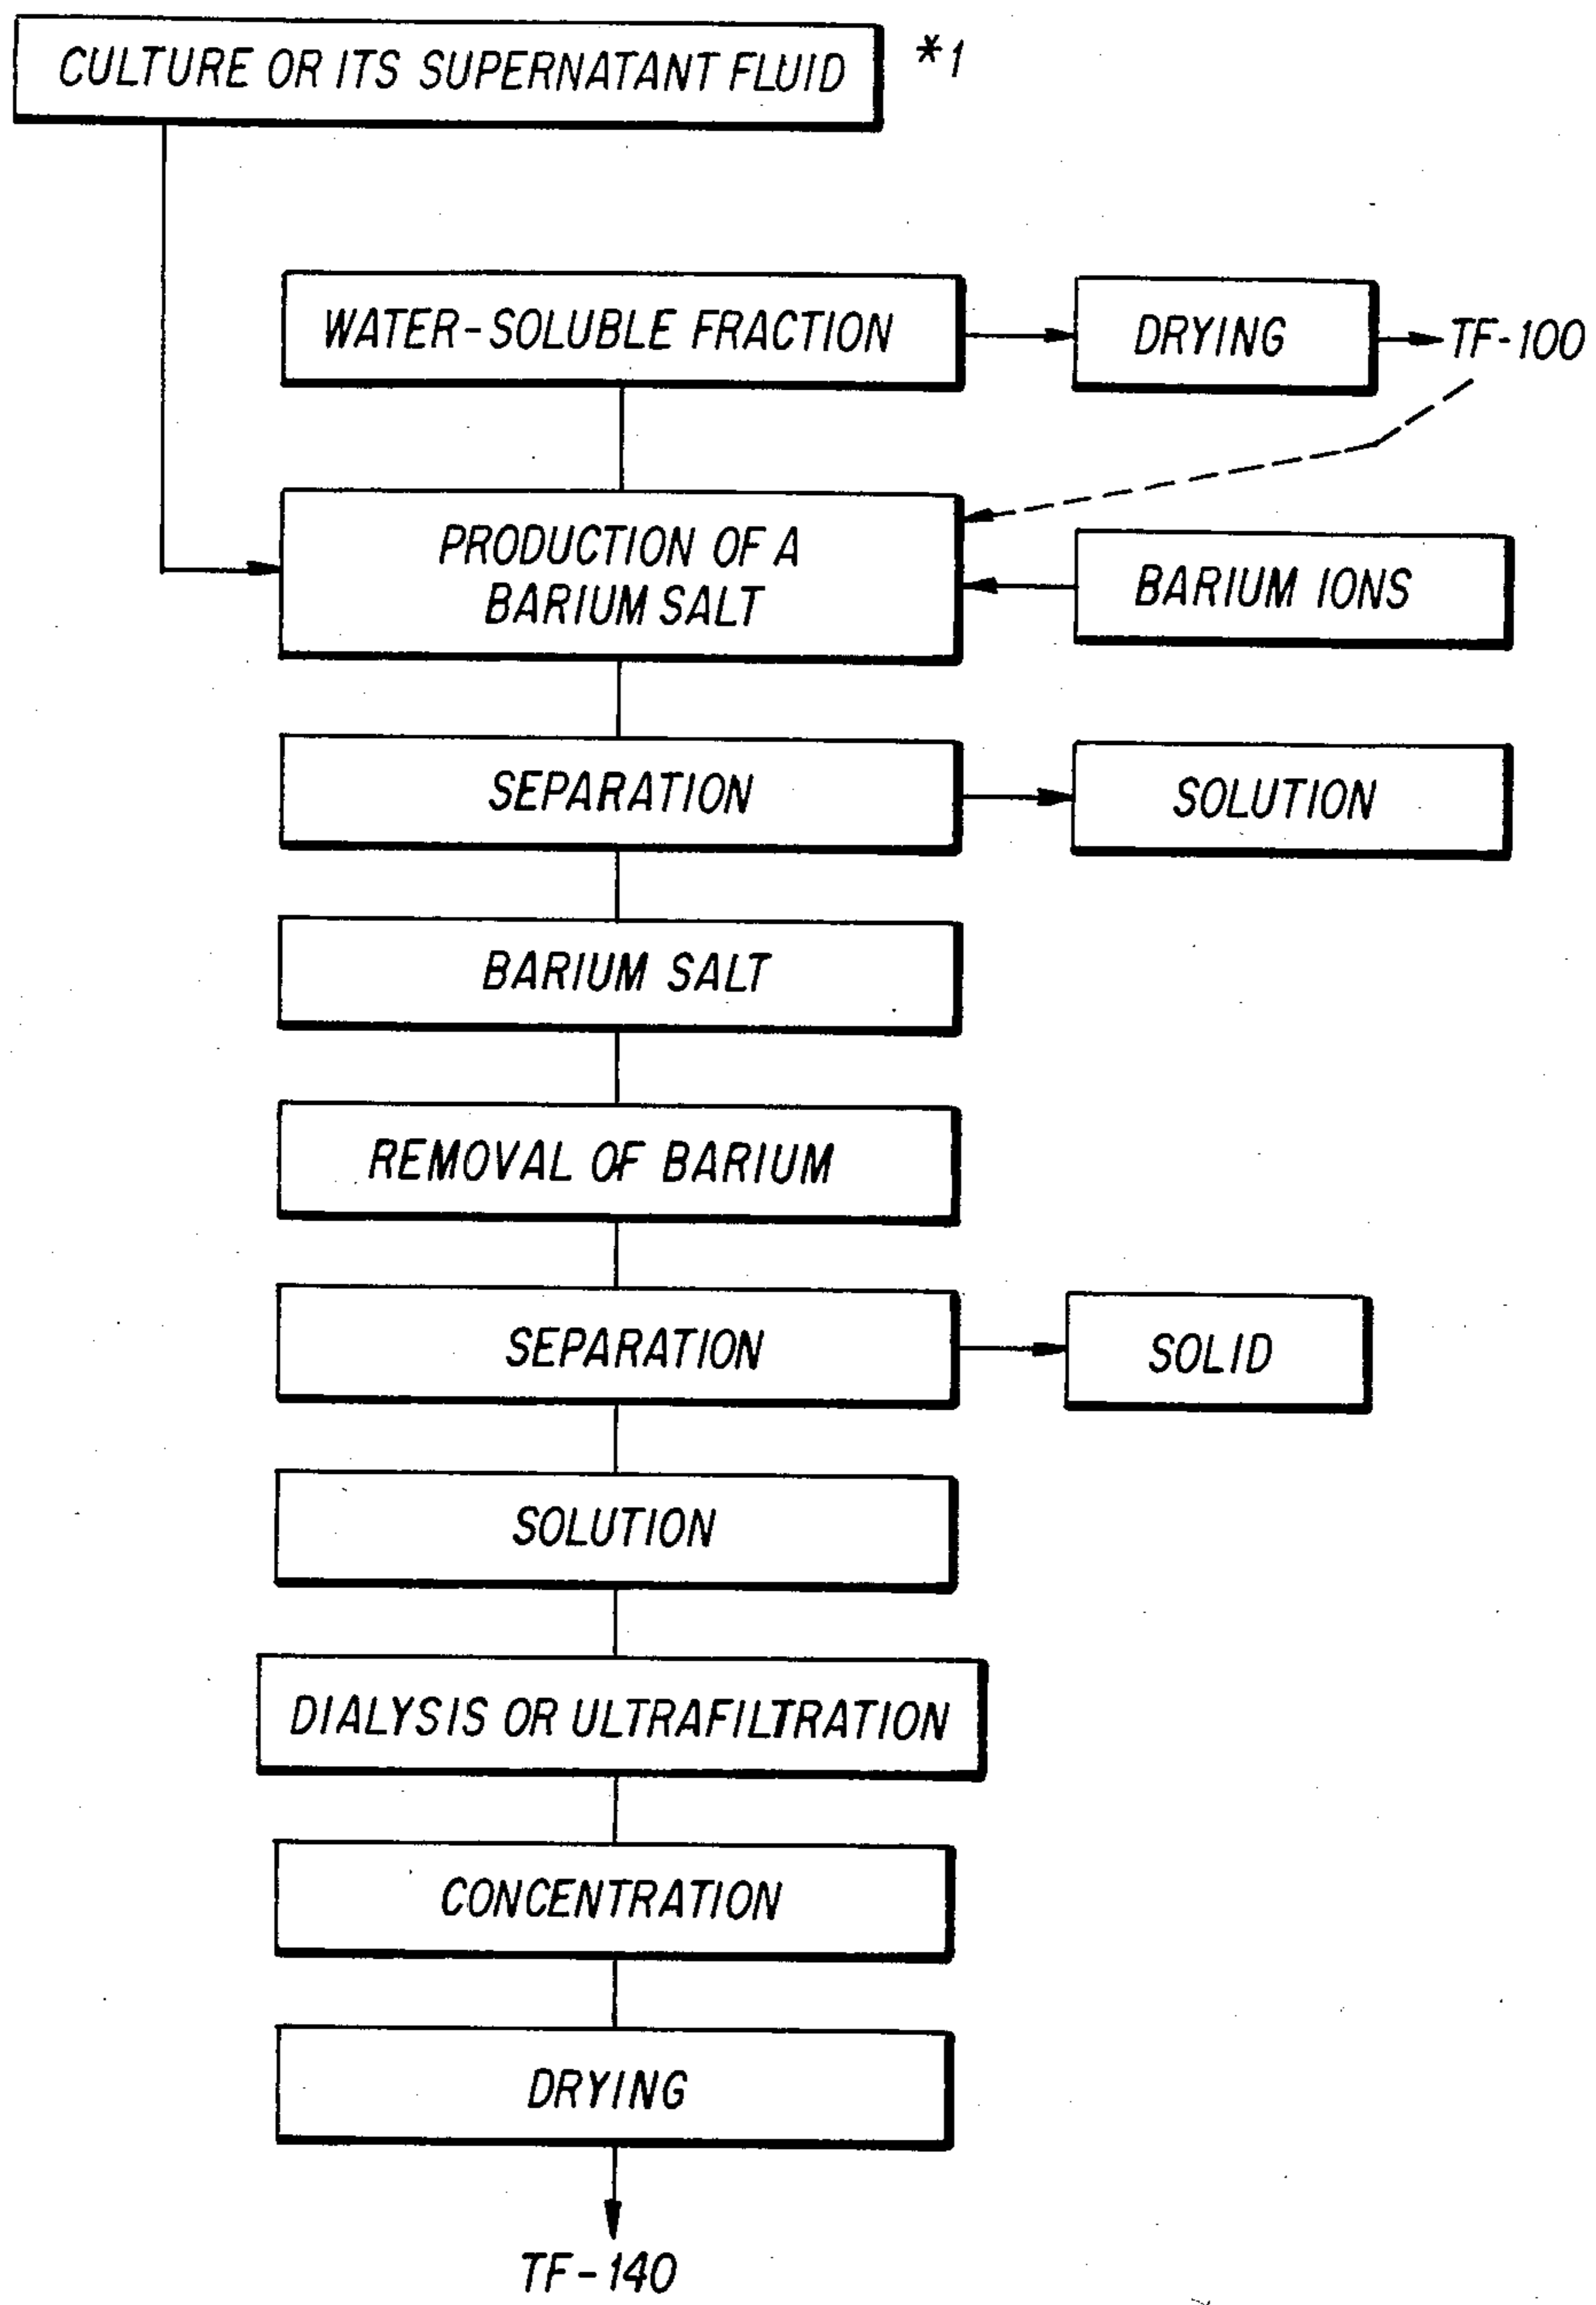 CULTURE OR ITS SUPERNATANT FLUID *1
WATER-SOLUBLE FRACTION
DRYING
TF-100
PRODUCTION OF A
BARIUM SALT
BARIUM IONS
SEPARATION
SOLUTION
BARIUM SALT
REMOVAL OF BARIUM
SEPARATION
SOLID
SOLUTION
DIALYSIS OR ULTRAFILTRATION
CONCENTRATION
DRYING
TF-140